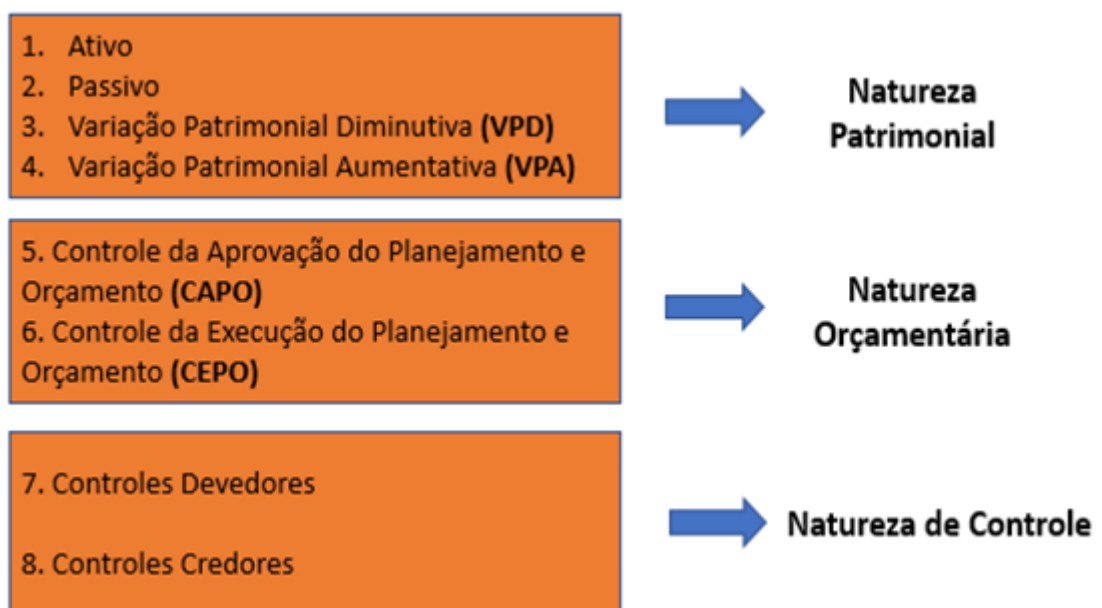 1. Ativo
2. Passivo
3. Variação Patrimonial Diminutiva (VPD)
4. Variação Patrimonial Aumentativa (VPA)
Natureza
Patrimonial
5. Controle da Aprovação do Planejamento e
Orçamento (CAPO)
6. Controle da Execução do Planejamento e
Orçamento (CEPO)
Natureza
Orçamentária
7. Controles Devedores
8. Controles Credores
Natureza de Controle